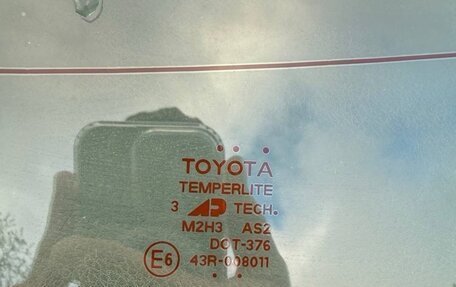 TOYOTA
TEMPERLITE
3 AP TECH.
M2H3 AS2
DOT-376
E6 43R-008011